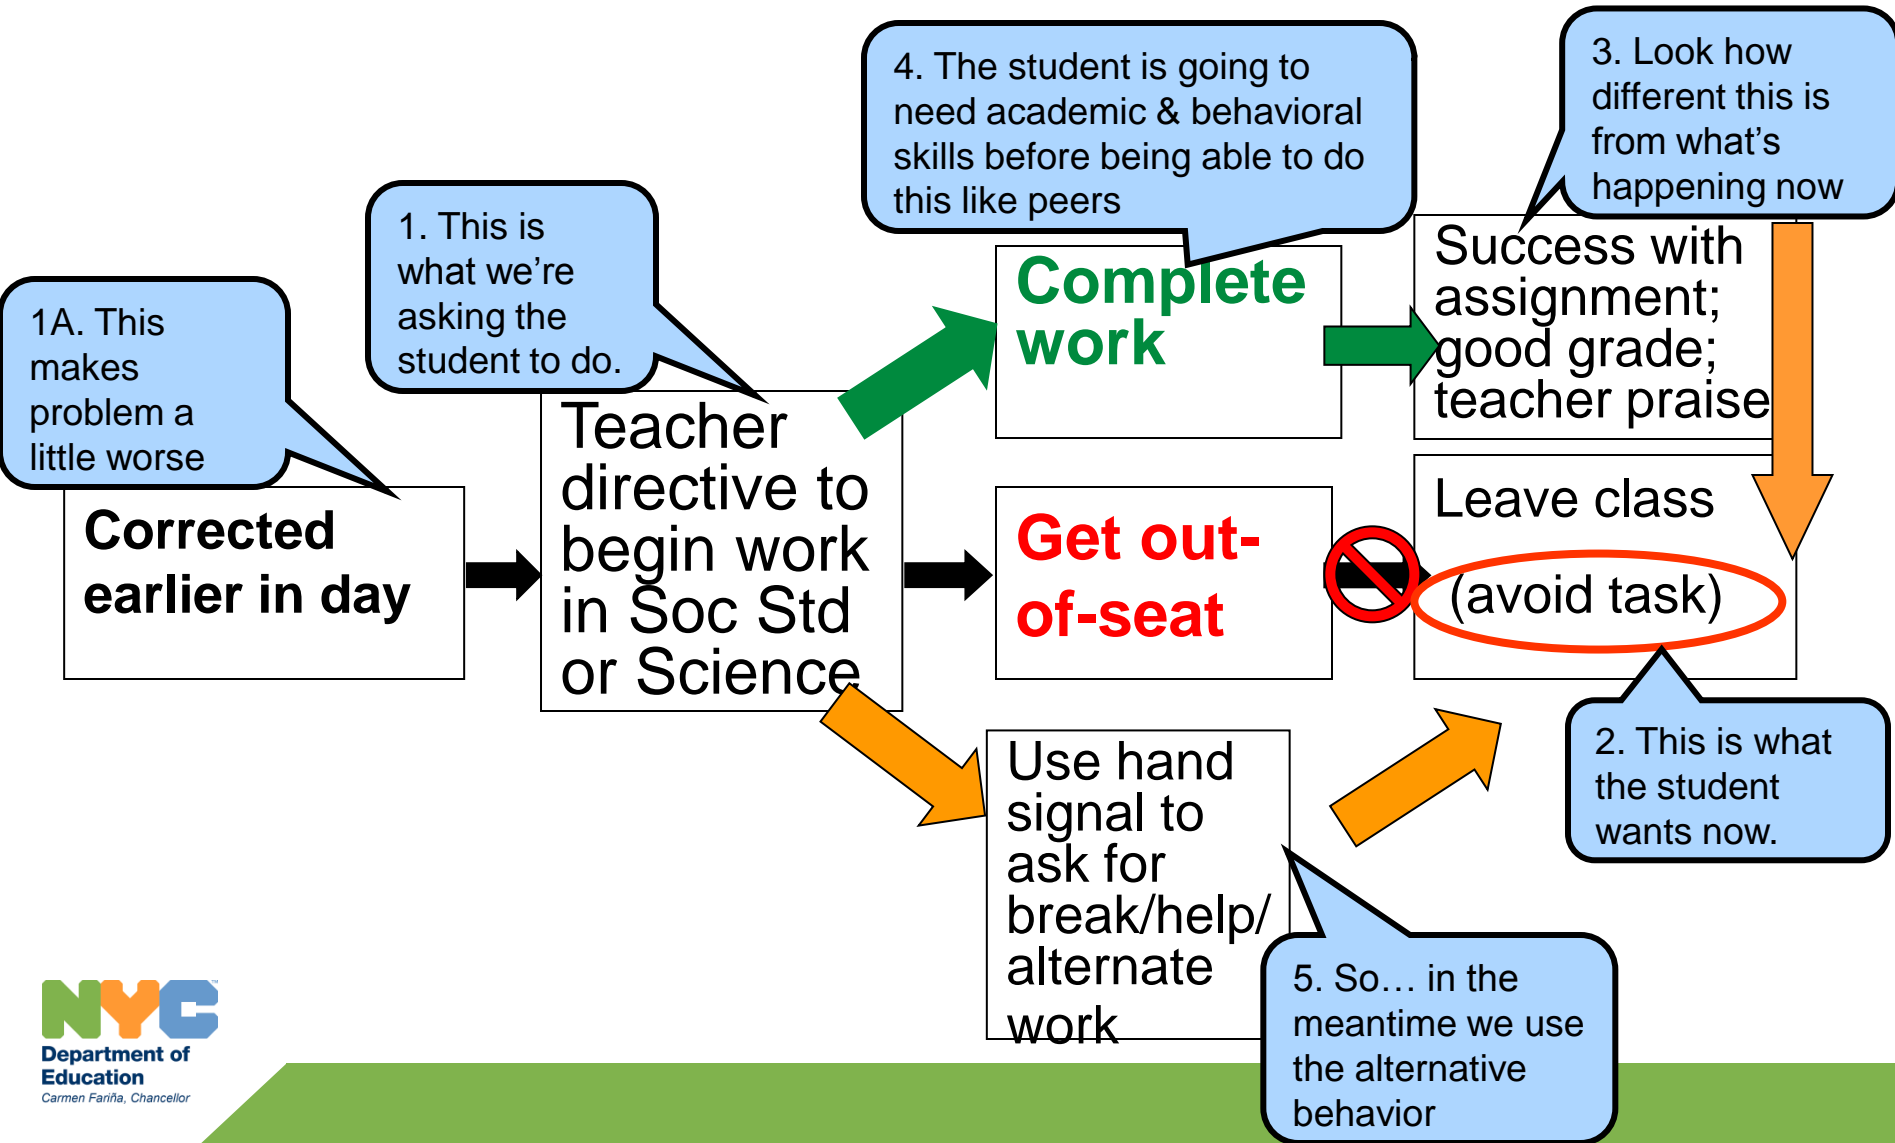 4. The student is going to
need academic & behavioral
skills before being able to do
this like peers
3. Look how
different this is
from what's
happening now
1. This is
what we're
asking the
student to do.
1A. This
makes
problem a
little worse
Complete
work
Success with
assignment;
good grade;
teacher praise
Corrected
earlier in day
Teacher
directive to
begin work
in Soc Std
or Science
Get out-
of-seat
Leave class
(avoid task)
2. This is what
the student
wants now.
Use hand
signal to
ask for
break/help/
alternate
work
5. So… in the
meantime we use
the alternative
behavior
NYC
Department of
Education
Carmen Fariña, Chancellor